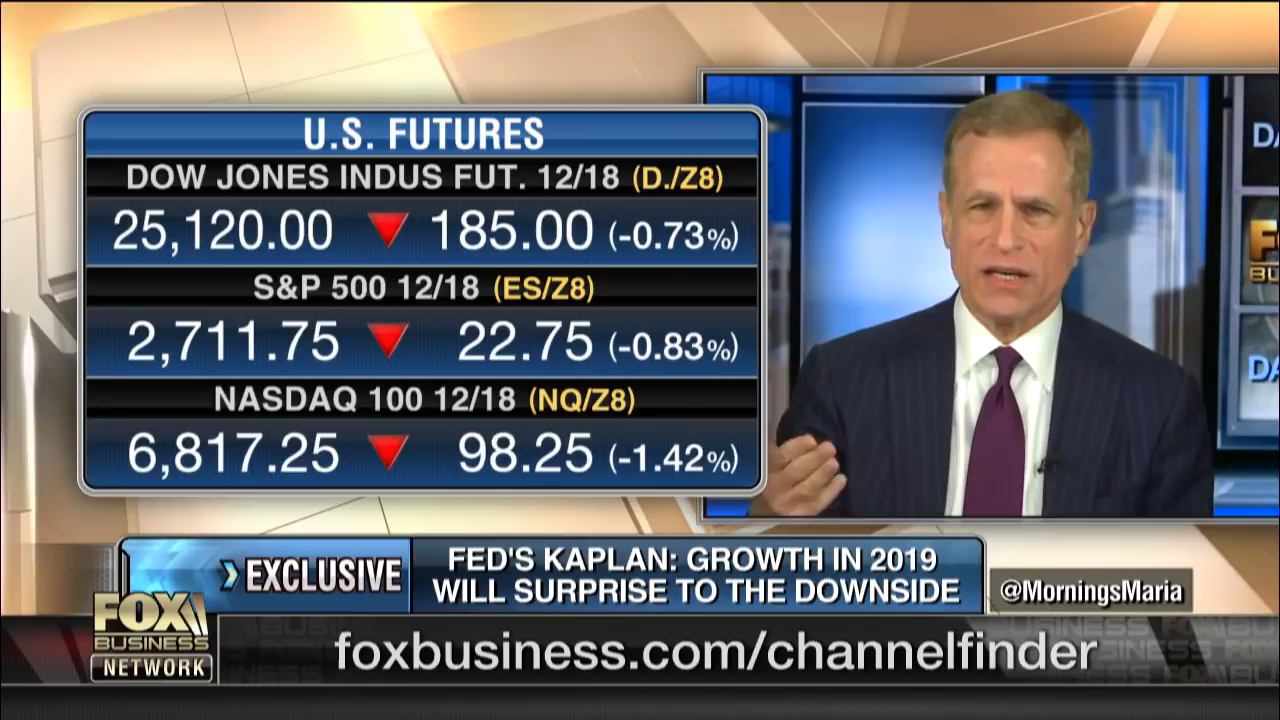 U.S. FUTURES
DOW JONES INDUS FUT. 12/18 (D./Z8)
25,120.00 ▼ 185.00 (-0.73%)
S&P 500 12/18 (ES/Z8)
2,711.75 ▼ 22.75 (-0.83%)
NASDAQ 100 12/18 (NQ/Z8)
6,817.25 ▼ 98.25 (-1.42%)
EXCLUSIVE
FED'S KAPLAN: GROWTH IN 2019
WILL SURPRISE TO THE DOWNSIDE
@MorningsMaria
FOX
BUSINESS
NETWORK
foxbusiness.com/channelfinder